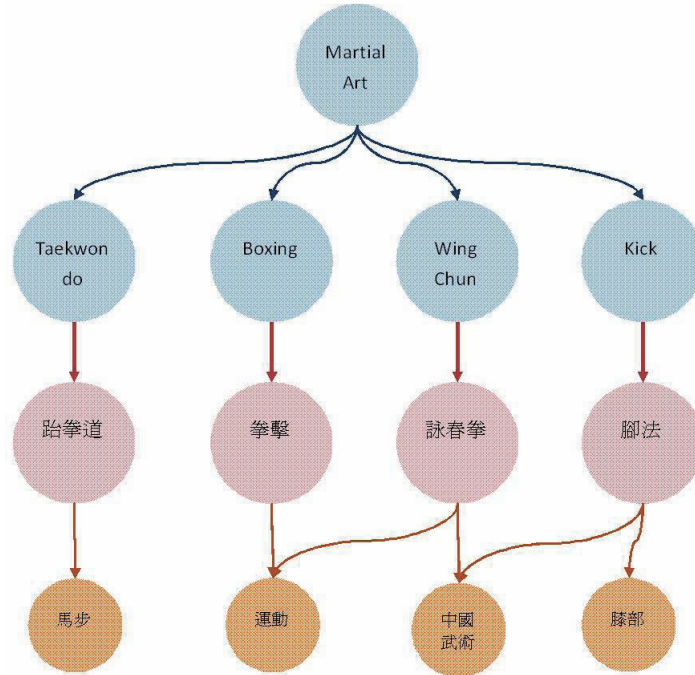 Martial
Art
Taekwon
do
Boxing
Wing
Chun
Kick
跆拳道
拳擊
詠春拳
腳法
馬步
運動
中國
武術
膝部